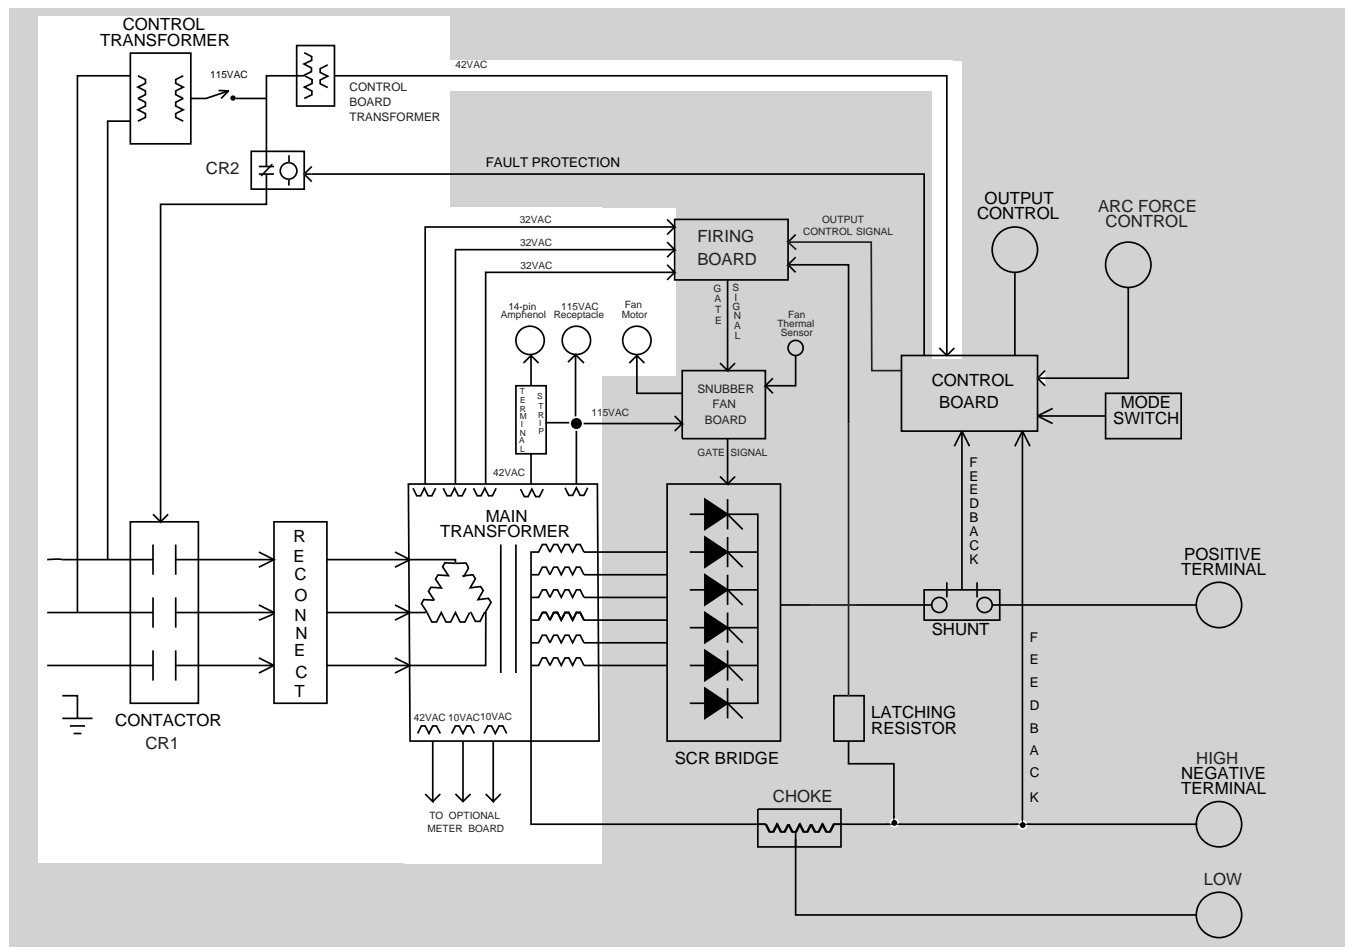 CONTROL
TRANSFORMER
115VAC
CONTROL
BOARD
TRANSFORMER
42VAC
CR2
FAULT PROTECTION
OUTPUT
CONTROL
ARC FORCE
CONTROL
32VAC
32VAC
32VAC
FIRING
BOARD
OUTPUT
CONTROL SIGNAL
GATE
SIGNAL
14-pin
Amphenol
115VAC
Receptacle
Fan
Motor
Fan
Thermal
Sensor
TERMINAL
STRIP
115VAC
SNUBBER
FAN
BOARD
CONTROL
BOARD
MODE
SWITCH
42VAC
GATE SIGNAL
FEEDBACK
MAIN
TRANSFORMER
RECONNECT
POSITIVE
TERMINAL
SHUNT
FEEDBACK
CONTACTOR
CR1
42VAC 10VAC 10VAC
TO OPTIONAL
METER BOARD
SCR BRIDGE
LATCHING
RESISTOR
CHOKE
HIGH
NEGATIVE
TERMINAL
LOW